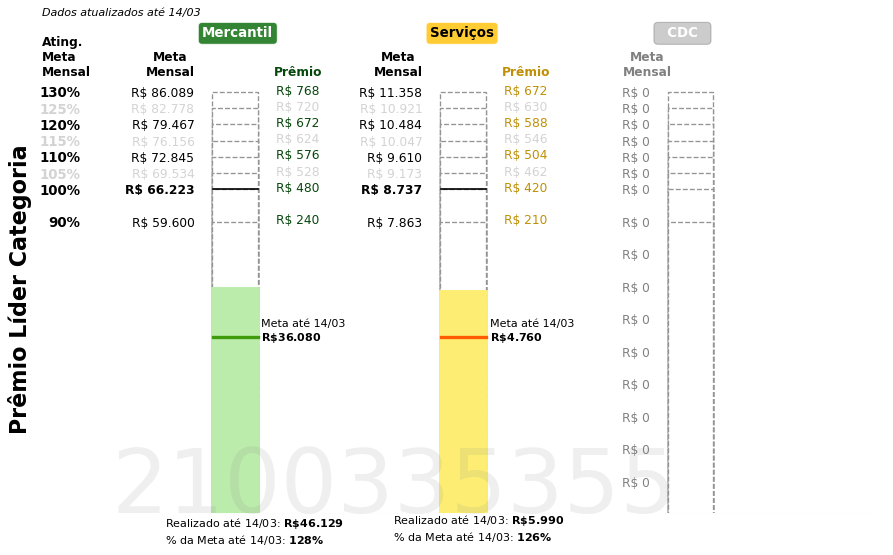 Dados atualizados até 14/03
Mercantil Serviços CDC
Ating.
Meta Meta Meta Meta
Mensal Mensal Prêmio Mensal Prêmio Mensal
130% R$ 86.089 R$ 768 R$ 11.358 R$ 672 R$ 0
125% R$ 82.778 R$ 720 R$ 10.921 R$ 630 R$ 0
120% R$ 79.467 R$ 672 R$ 10.484 R$ 588 R$ 0
115% R$ 76.156 R$ 624 R$ 10.047 R$ 546 R$ 0
110% R$ 72.845 R$ 576 R$ 9.610 R$ 504 R$ 0
105% R$ 69.534 R$ 528 R$ 9.173 R$ 462 R$ 0
100% R$ 66.223 R$ 480 R$ 8.737 R$ 420 R$ 0
90% R$ 59.600 R$ 240 R$ 7.863 R$ 210 R$ 0
R$ 0
R$ 0
R$ 0
R$ 0
R$ 0
R$ 0
R$ 0
R$ 0
Prêmio Líder Categoria
Meta até 14/03 Meta até 14/03
R$36.080 R$4.760
2100335355
Realizado até 14/03: R$46.129 Realizado até 14/03: R$5.990
% da Meta até 14/03: 128% % da Meta até 14/03: 126%